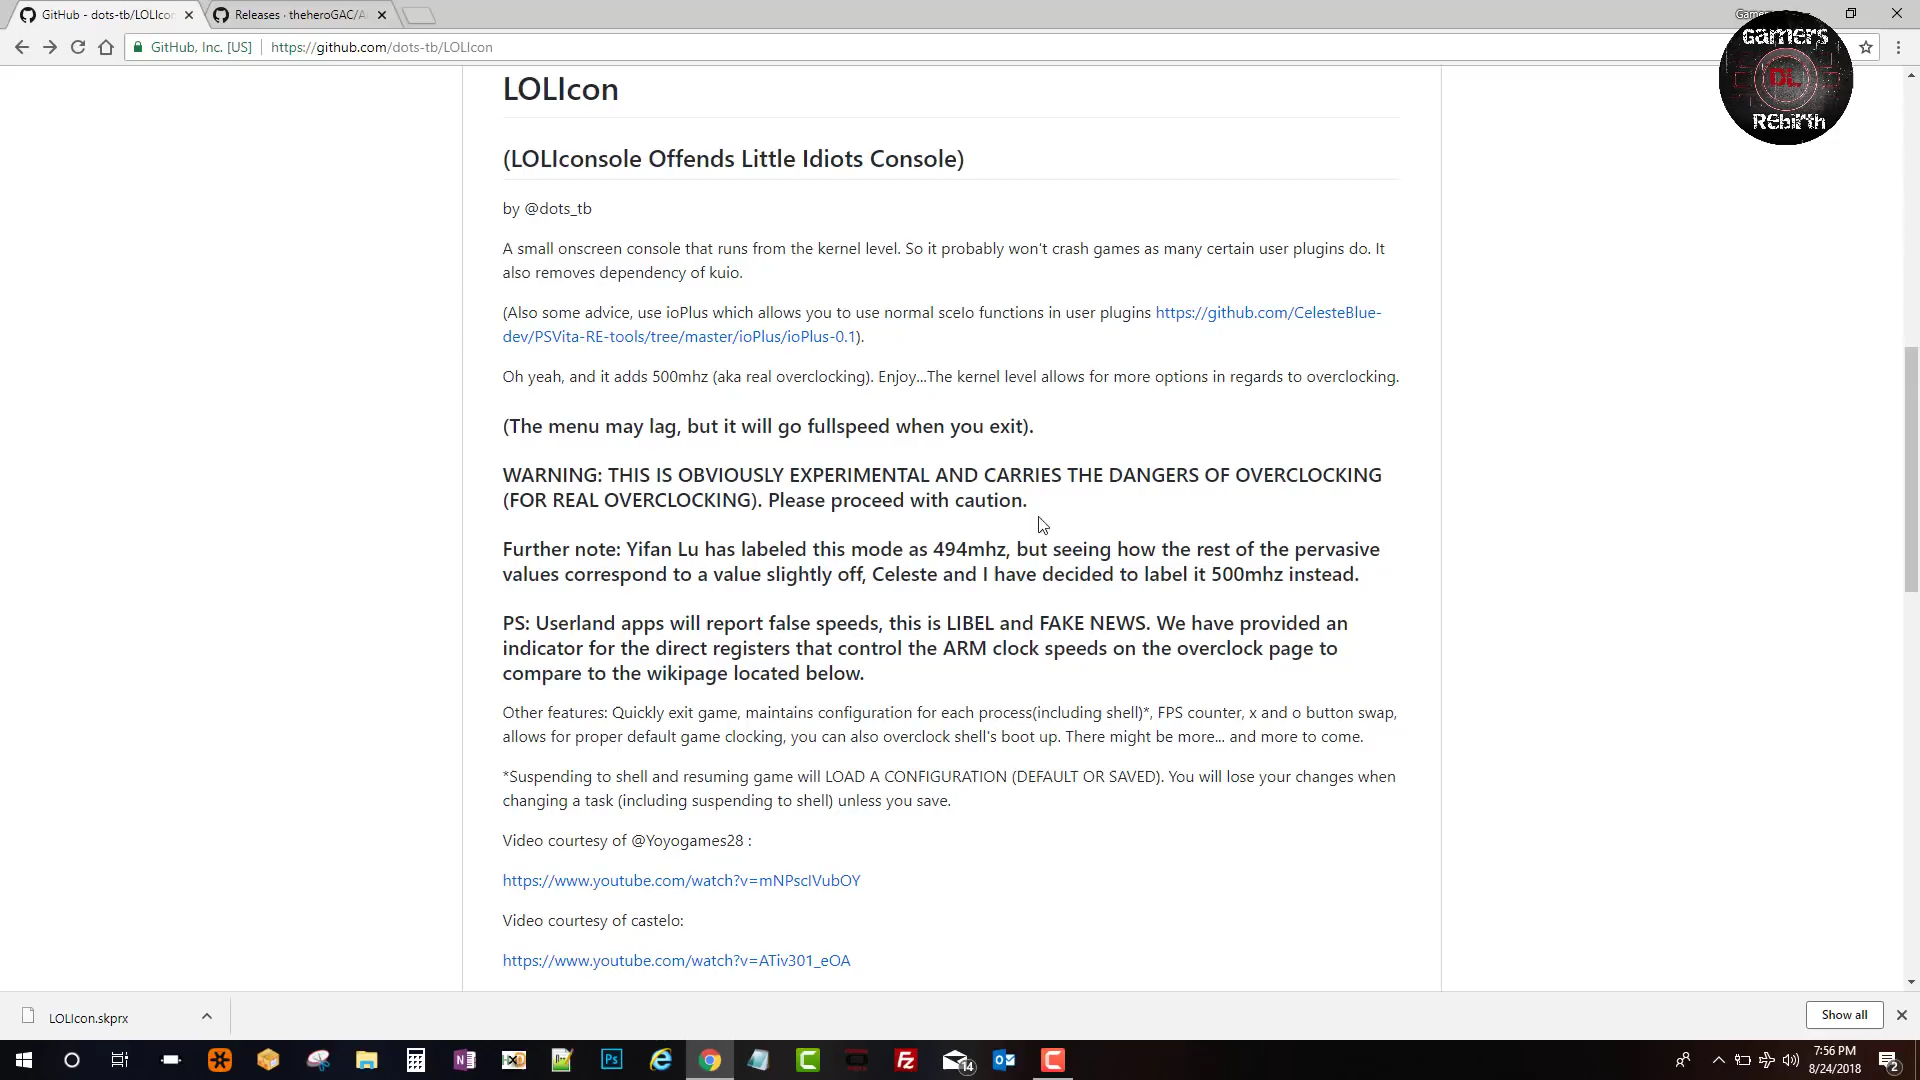 GitHub - dots-tb/LOLIcon
Releases · theheroGAC/A
GitHub, Inc. [US]
https://github.com/dots-tb/LOLIcon
GAMERS
DL
REbirth
LOLIcon
(LOLIconsole Offends Little Idiots Console)
by @dots_tb
A small onscreen console that runs from the kernel level. So it probably won't crash games as many certain user plugins do. It
also removes dependency of kuio.
(Also some advice, use ioPlus which allows you to use normal sceIo functions in user plugins https://github.com/CelesteBlue-
dev/PSVita-RE-tools/tree/master/ioPlus/ioPlus-0.1).
Oh yeah, and it adds 500mhz (aka real overclocking). Enjoy...The kernel level allows for more options in regards to overclocking.
(The menu may lag, but it will go fullspeed when you exit).
WARNING: THIS IS OBVIOUSLY EXPERIMENTAL AND CARRIES THE DANGERS OF OVERCLOCKING
(FOR REAL OVERCLOCKING). Please proceed with caution.
Further note: Yifan Lu has labeled this mode as 494mhz, but seeing how the rest of the pervasive
values correspond to a value slightly off, Celeste and I have decided to label it 500mhz instead.
PS: Userland apps will report false speeds, this is LIBEL and FAKE NEWS. We have provided an
indicator for the direct registers that control the ARM clock speeds on the overclock page to
compare to the wikipage located below.
Other features: Quickly exit game, maintains configuration for each process(including shell)*, FPS counter, x and o button swap,
allows for proper default game clocking, you can also overclock shell's boot up. There might be more... and more to come.
*Suspending to shell and resuming game will LOAD A CONFIGURATION (DEFAULT OR SAVED). You will lose your changes when
changing a task (including suspending to shell) unless you save.
Video courtesy of @Yoyogames28 :
https://www.youtube.com/watch?v=mNPscIVubOY
Video courtesy of castelo:
https://www.youtube.com/watch?v=ATiv301_eOA
LOLIcon.skprx
Show all
7:56 PM
8/24/2018
14
2